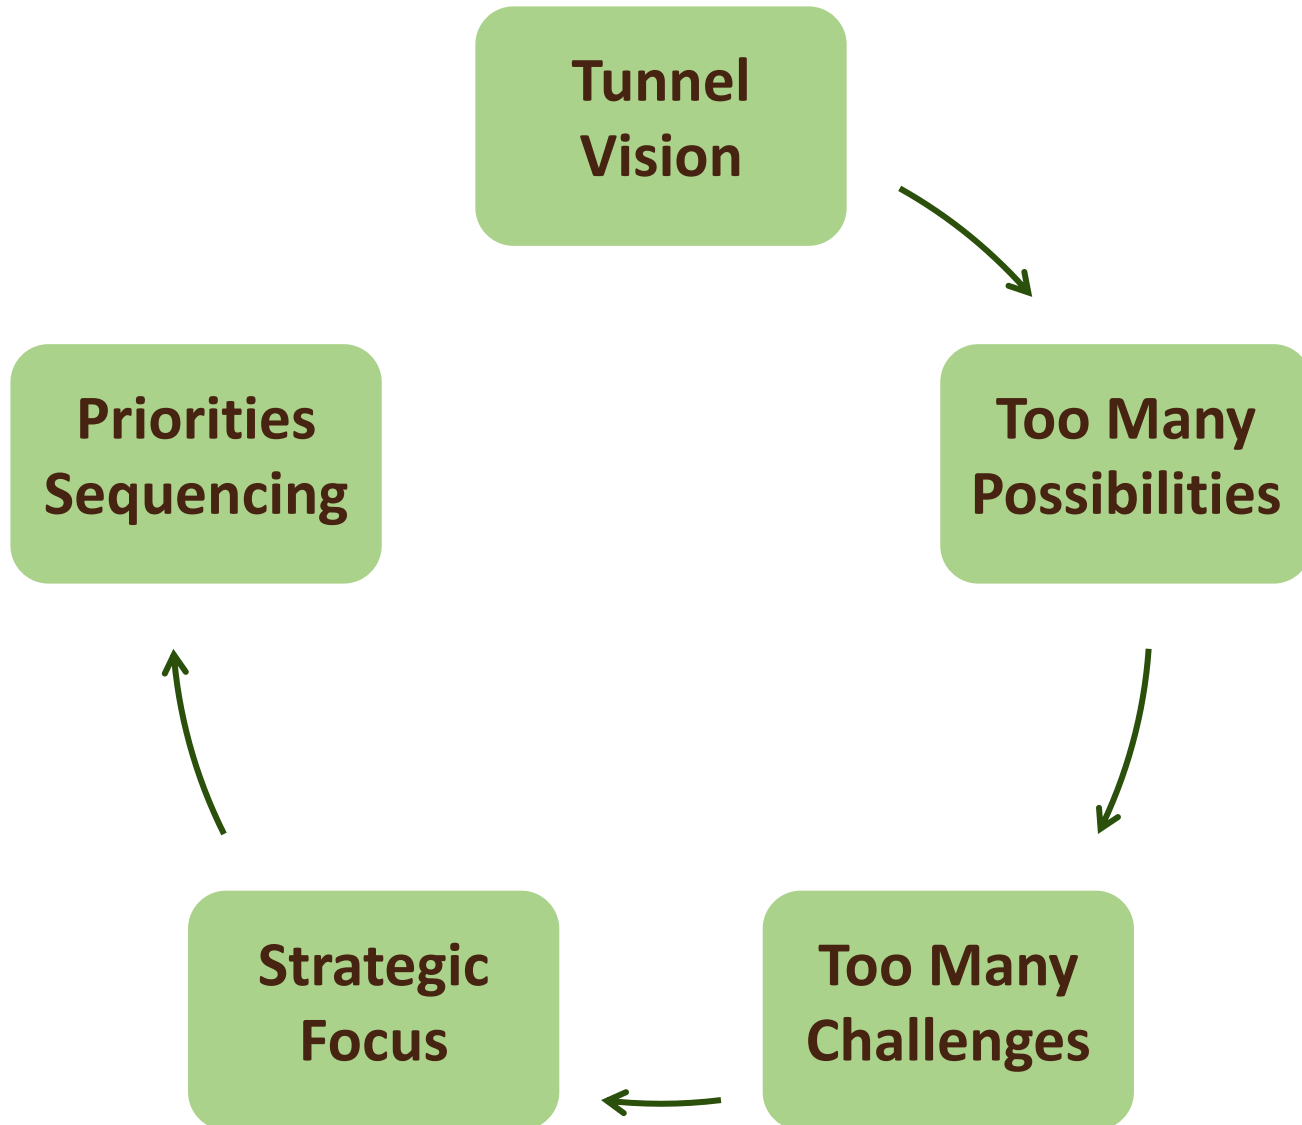 Tunnel
Vision
Too Many
Possibilities
Too Many
Challenges
Strategic
Focus
Priorities
Sequencing